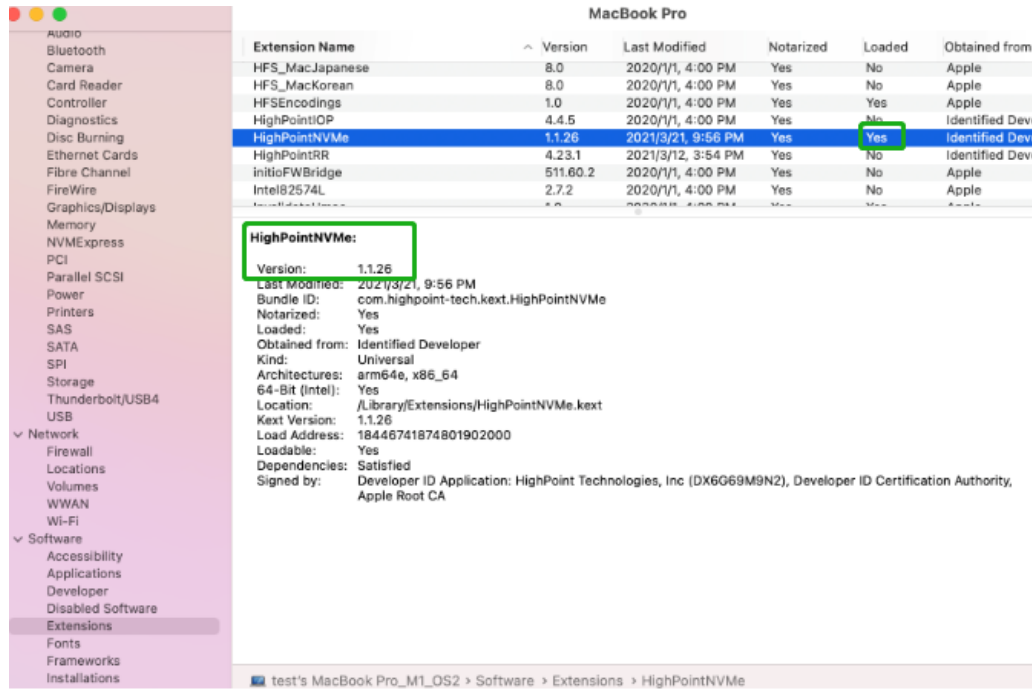 MacBook Pro
Audio
Bluetooth
Camera
Card Reader
Controller
Diagnostics
Disc Burning
Ethernet Cards
Fibre Channel
FireWire
Graphics/Displays
Memory
NVMExpress
PCI
Parallel SCSI
Power
Printers
SAS
SATA
SPI
Storage
Thunderbolt/USB4
USB
Network
Firewall
Locations
Volumes
WWAN
Wi-Fi
Software
Accessibility
Applications
Developer
Disabled Software
Extensions
Fonts
Frameworks
Installations
Extension Name Version Last Modified Notarized Loaded Obtained from
HFS_MacJapanese 8.0 2020/1/1, 4:00 PM Yes No Apple
HFS_MacKorean 8.0 2020/1/1, 4:00 PM Yes No Apple
HFSEncodings 1.0 2020/1/1, 4:00 PM Yes Yes Apple
HighPointIOP 4.4.5 2020/1/1, 4:00 PM Yes No Identified Dev
HighPointNVMe 1.1.26 2021/3/21, 9:56 PM Yes Yes Identified Dev
HighPointRR 4.23.1 2021/3/12, 3:54 PM Yes No Identified Dev
initioFWBridge 511.60.2 2020/1/1, 4:00 PM Yes No Apple
Intel82574L 2.7.2 2020/1/1, 4:00 PM Yes No Apple
HighPointNVMe:
Version: 1.1.26
Last Modified: 2021/3/21, 9:56 PM
Bundle ID: com.highpoint-tech.kext.HighPointNVMe
Notarized: Yes
Loaded: Yes
Obtained from: Identified Developer
Kind: Universal
Architectures: arm64e, x86_64
64-Bit (Intel): Yes
Location: /Library/Extensions/HighPointNVMe.kext
Kext Version: 1.1.26
Load Address: 18446741874801902000
Loadable: Yes
Dependencies: Satisfied
Signed by: Developer ID Application: HighPoint Technologies, Inc (DX6G69M9N2), Developer ID Certification Authority,
Apple Root CA
test's MacBook Pro_M1_OS2 › Software › Extensions › HighPointNVMe